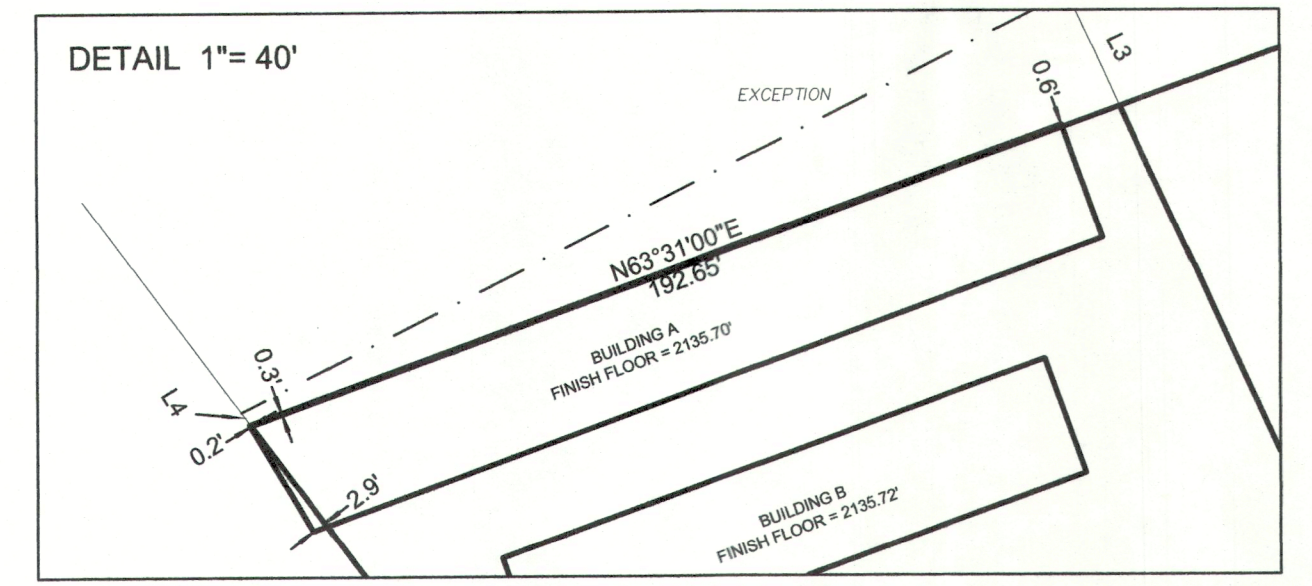 DETAIL 1"= 40'
L3
0.6'
EXCEPTION
N63°31'00"E
192.65'
BUILDING A
FINISH FLOOR = 2135.70'
0.3'
L4
0.2'
2.9'
BUILDING B
FINISH FLOOR = 2135.72'